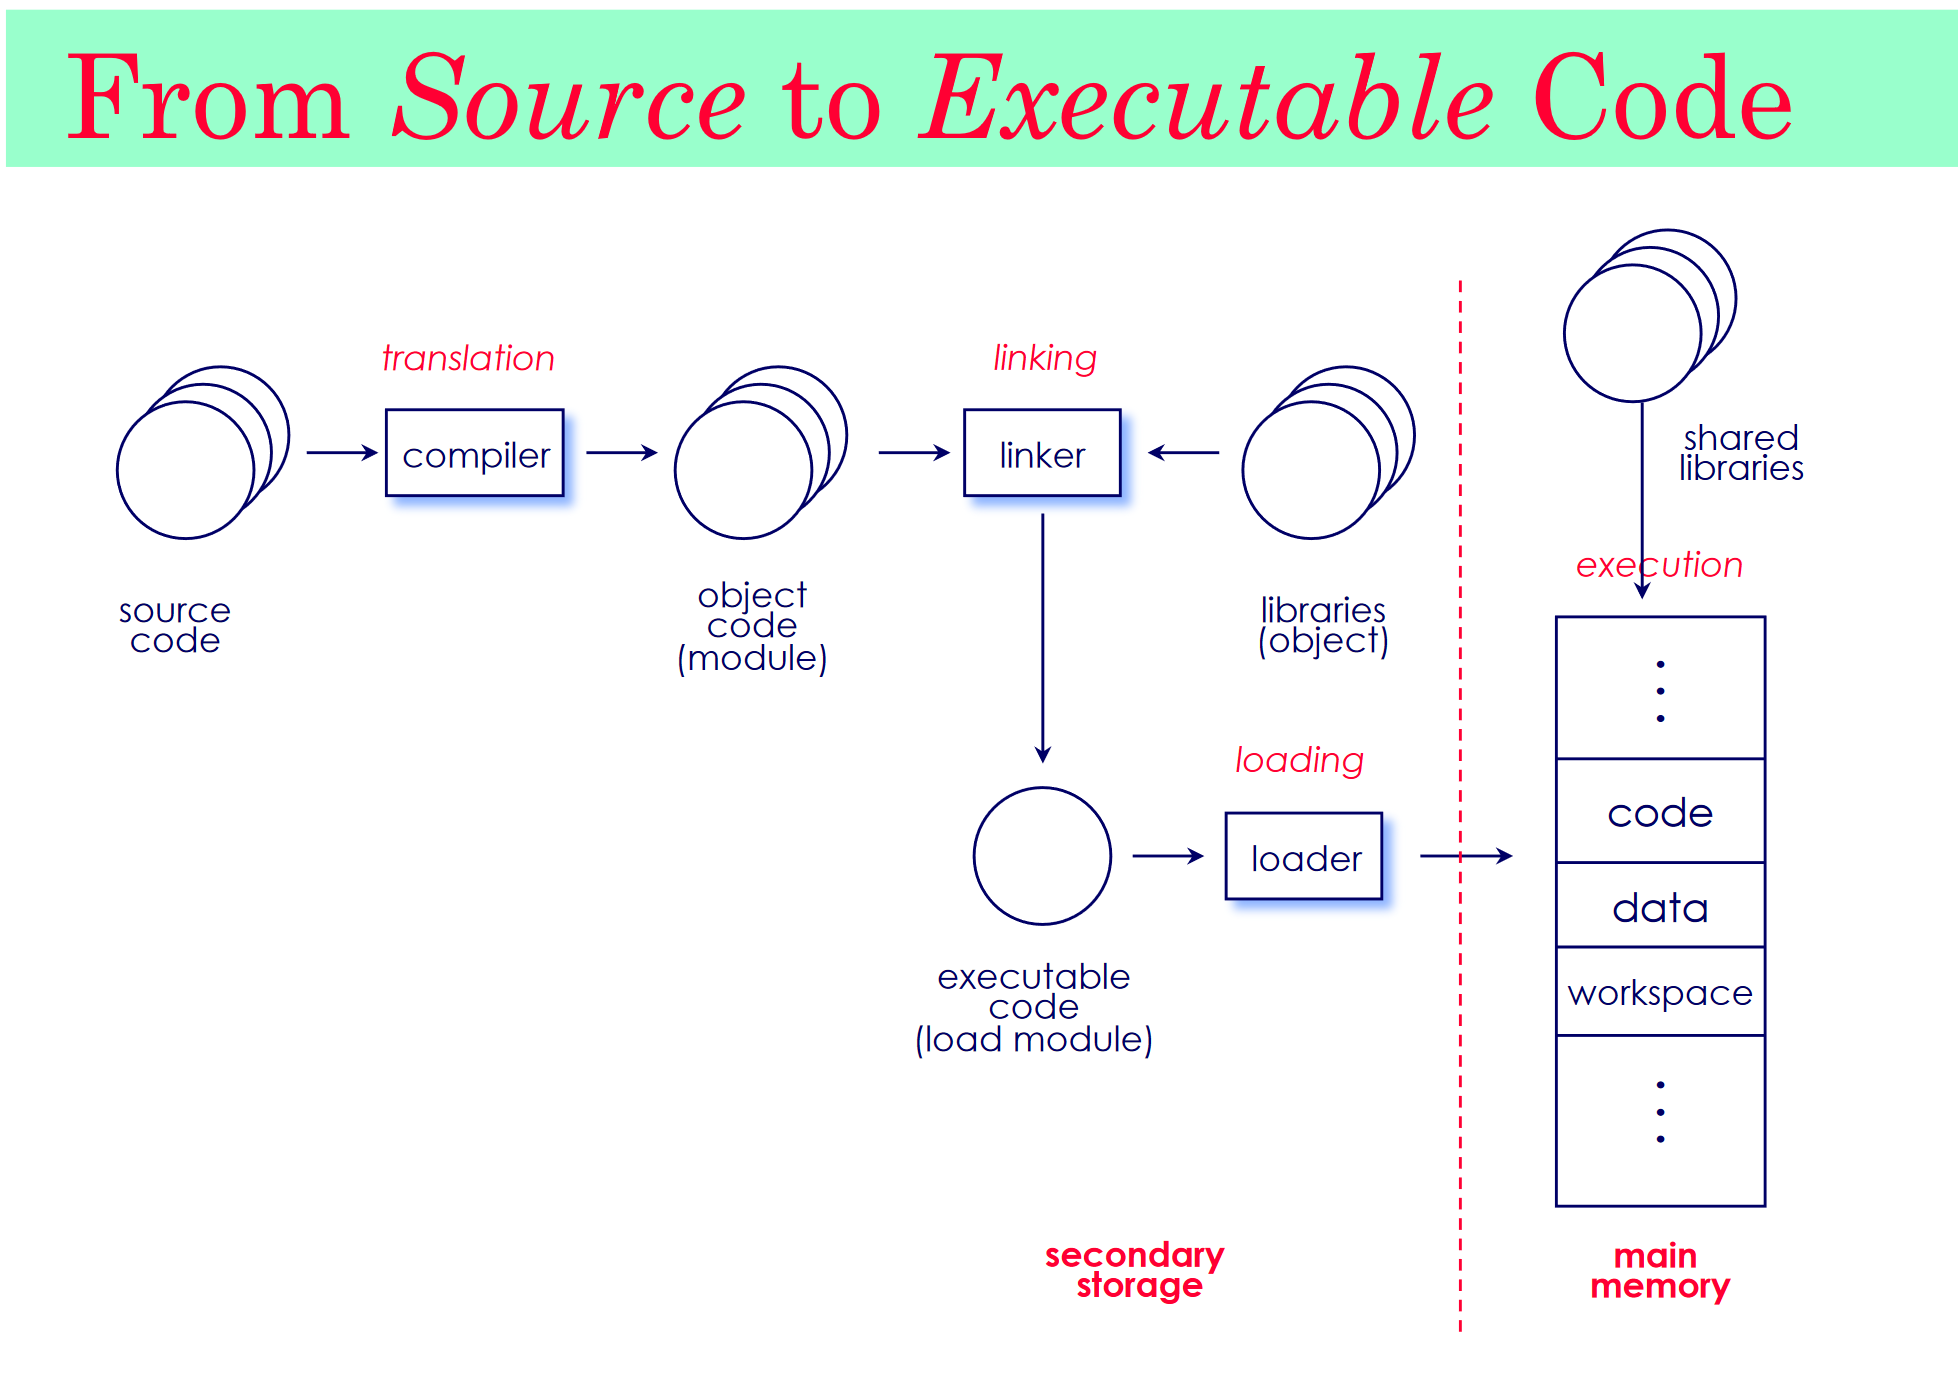 From Source to Executable Code
translation
compiler
source
code
object
code
(module)
linking
linker
libraries
(object)
shared
libraries
execution
loading
loader
executable
code
(load module)
code
data
workspace
secondary
storage
main
memory